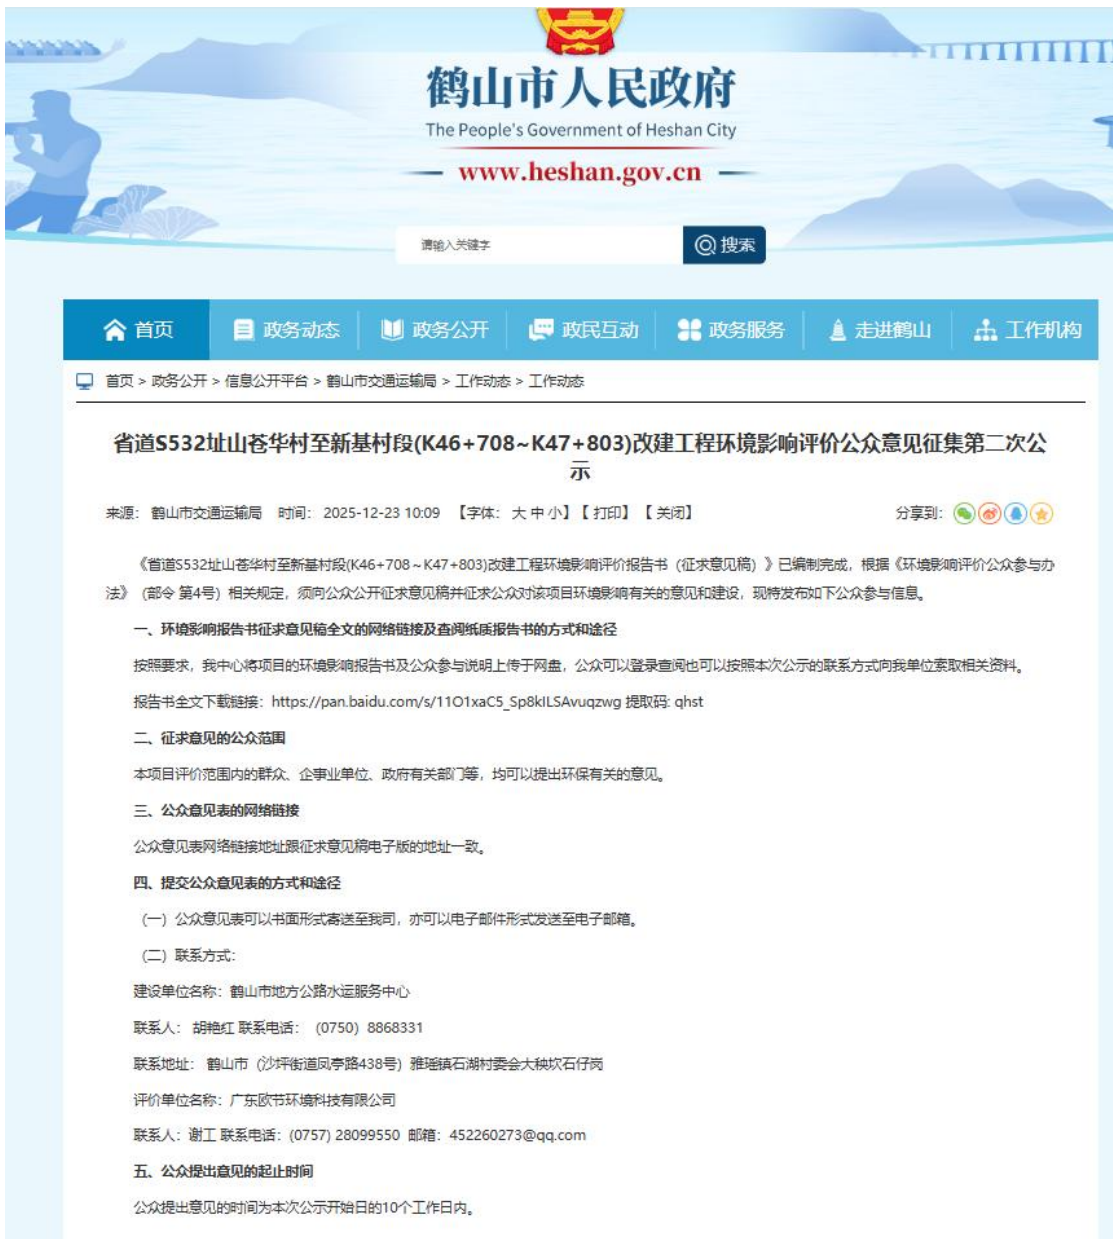 鹤山市人民政府
The People's Government of Heshan City
www.heshan.gov.cn
请输入关键字
搜索
首页 政务动态 政务公开 政民互动 政务服务 走进鹤山 工作机构
首页 > 政务公开 > 信息公开平台 > 鹤山市交通运输局 > 工作动态 > 工作动态
省道S532址山苍华村至新基村段(K46+708~K47+803)改建工程环境影响评价公众意见征集第二次公
示
来源： 鹤山市交通运输局 时间： 2025-12-23 10:09 【字体： 大 中 小】【 打印】 【 关闭】 分享到：
《省道S532址山苍华村至新基村段(K46+708~K47+803)改建工程环境影响评价报告书（征求意见稿）》已编制完成，根据《环境影响评价公众参与办
法》（部令 第4号）相关规定，须向公众公开征求意见稿并征求公众对该项目环境影响有关的意见和建设，现特发布如下公众参与信息。
一、环境影响报告书征求意见稿全文的网络链接及查阅纸质报告书的方式和途径
按照要求，我中心将项目的环境影响报告书及公众参与说明上传于网盘，公众可以登录查阅也可以按照本次公示的联系方式向我单位索取相关资料。
报告书全文下载链接：https://pan.baidu.com/s/11O1xaC5_Sp8kILSAvuqzwg 提取码: qhst
二、征求意见的公众范围
本项目评价范围内的群众、企事业单位、政府有关部门等，均可以提出环保有关的意见。
三、公众意见表的网络链接
公众意见表网络链接地址跟征求意见稿电子版的地址一致。
四、提交公众意见表的方式和途径
（一）公众意见表可以书面形式寄送至我司，亦可以电子邮件形式发送至电子邮箱。
（二）联系方式：
建设单位名称：鹤山市地方公路水运服务中心
联系人： 胡艳红 联系电话： （0750）8868331
联系地址： 鹤山市（沙坪街道凤亭路438号）雅瑶镇石湖村委会大秧坎石仔岗
评价单位名称：广东欧节环境科技有限公司
联系人：谢工 联系电话：(0757) 28099550 邮箱：452260273@qq.com
五、公众提出意见的起止时间
公众提出意见的时间为本次公示开始日的10个工作日内。